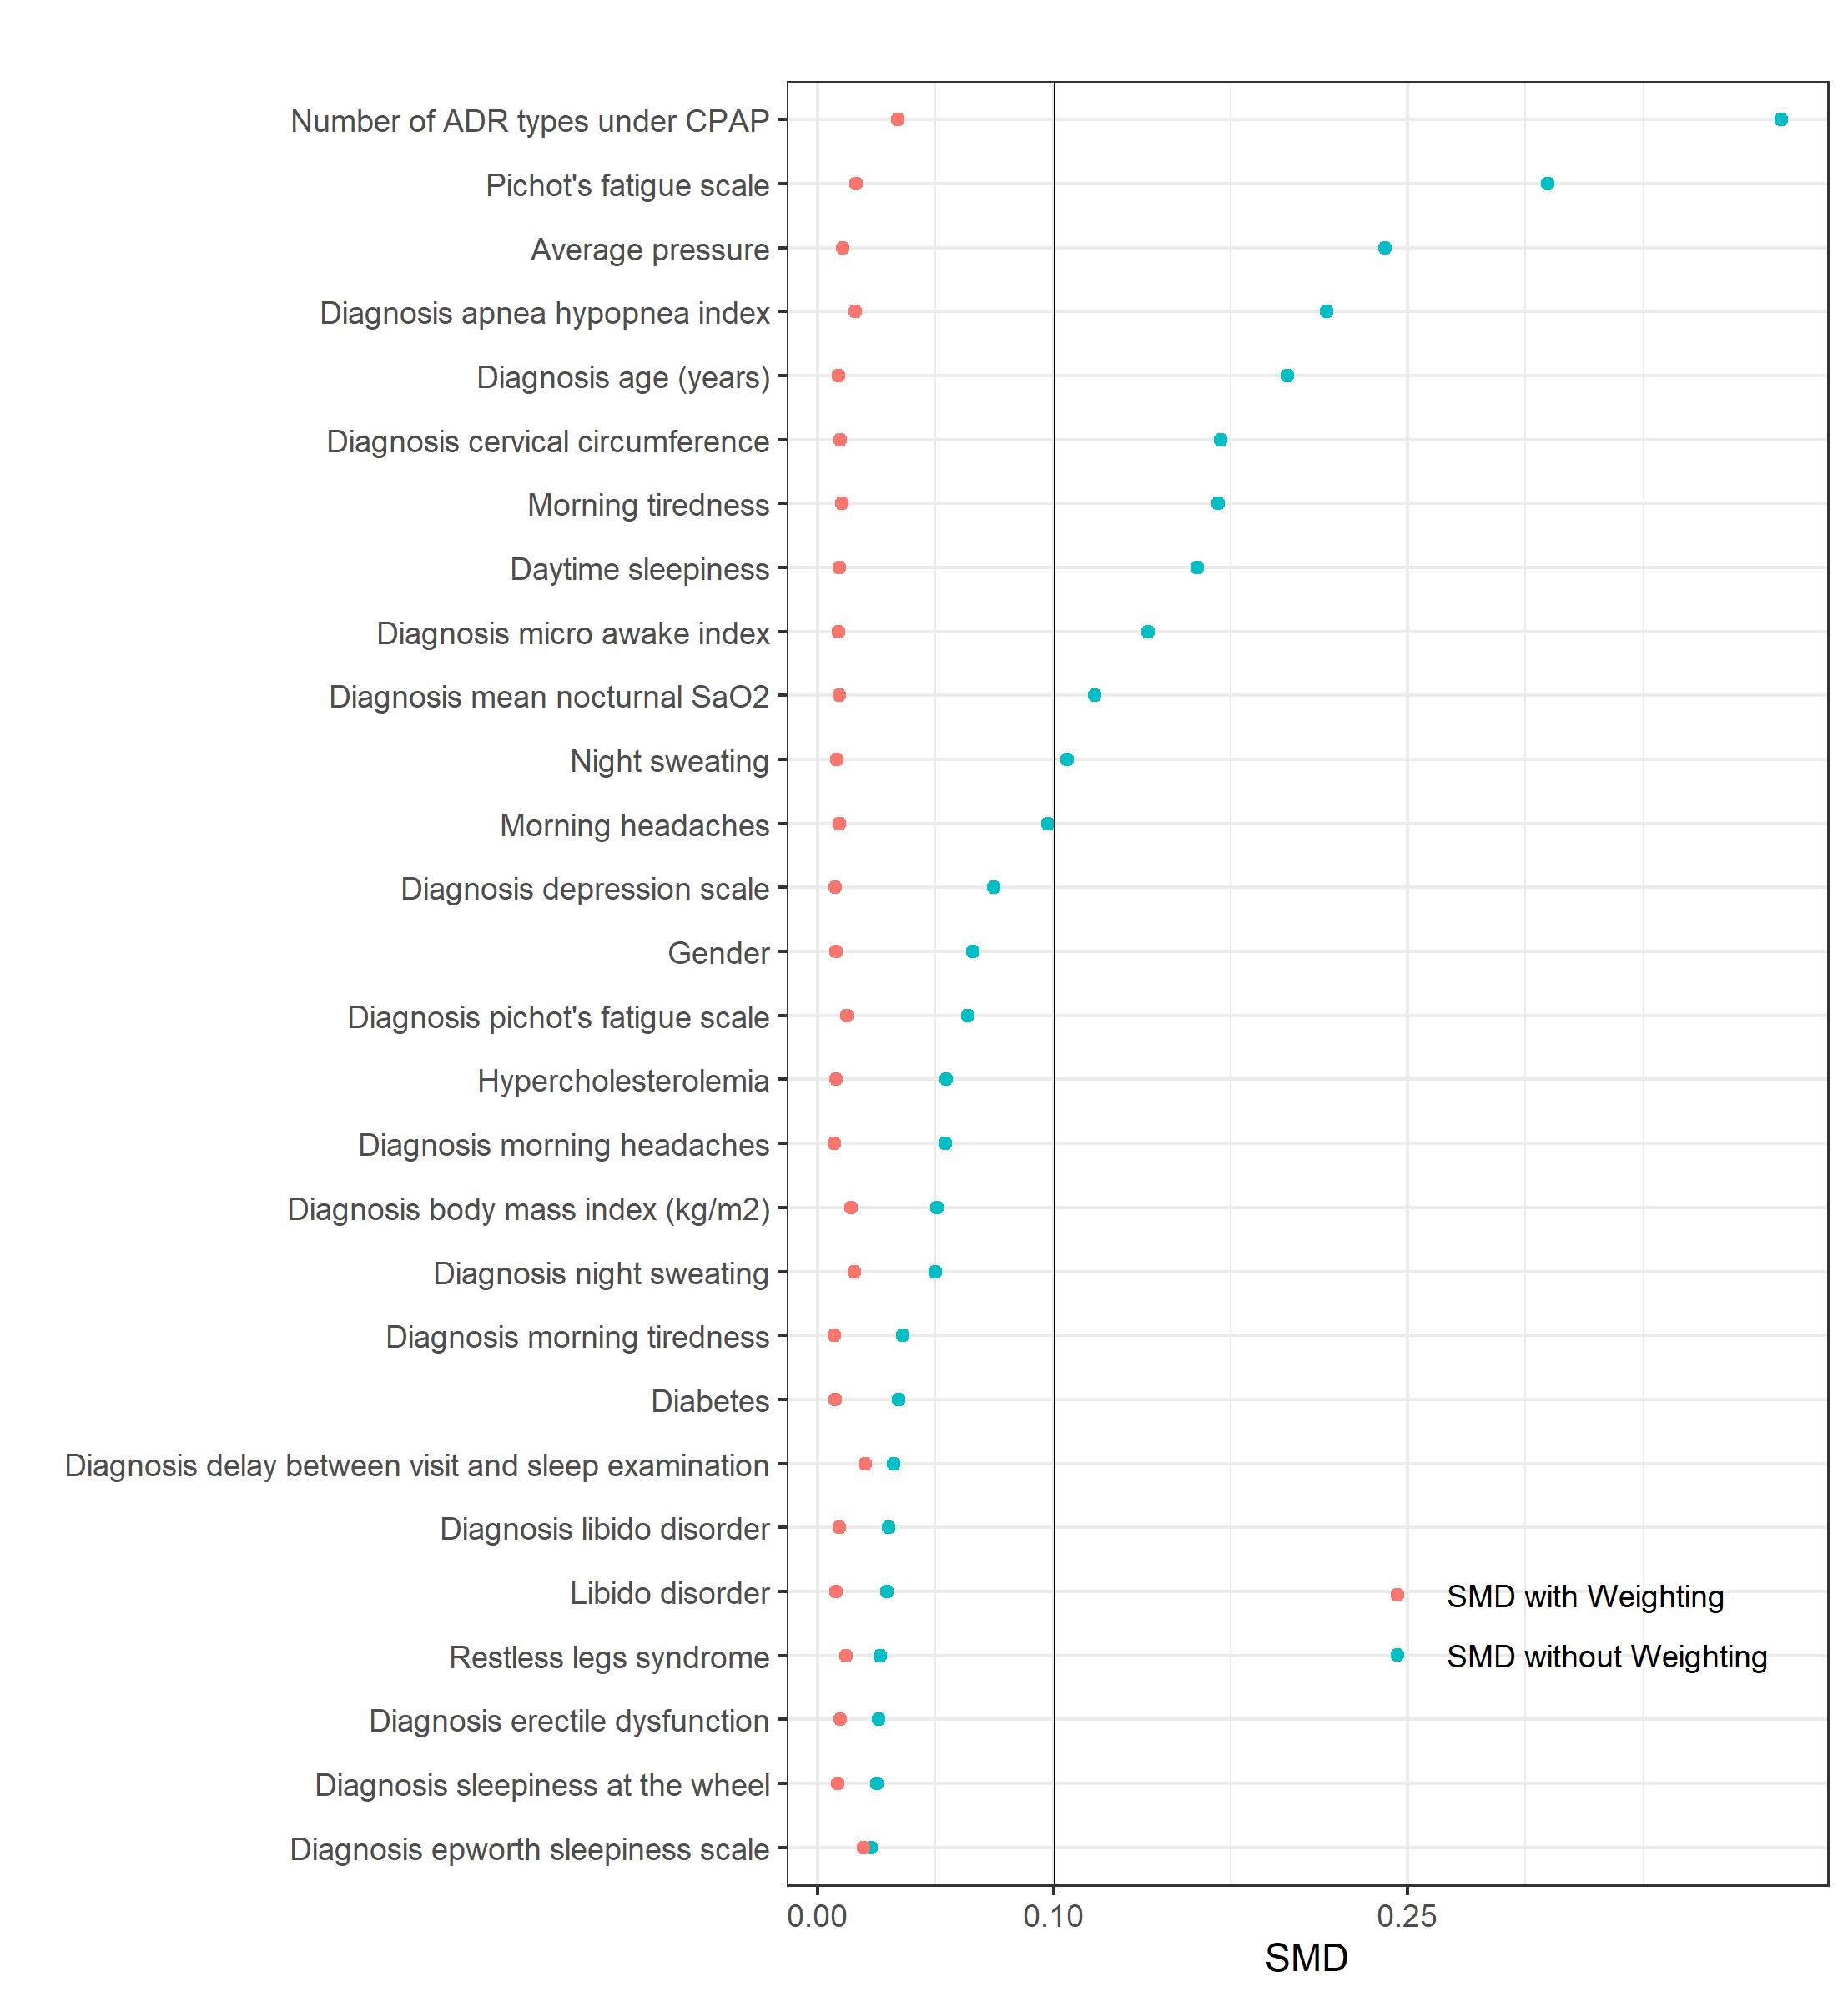 Number of ADR types under CPAP
Pichot's fatigue scale
Average pressure
Diagnosis apnea hypopnea index
Diagnosis age (years)
Diagnosis cervical circumference
Morning tiredness
Daytime sleepiness
Diagnosis micro awake index
Diagnosis mean nocturnal SaO2
Night sweating
Morning headaches
Diagnosis depression scale
Gender
Diagnosis pichot's fatigue scale
Hypercholesterolemia
Diagnosis morning headaches
Diagnosis body mass index (kg/m2)
Diagnosis night sweating
Diagnosis morning tiredness
Diabetes
Diagnosis delay between visit and sleep examination
Diagnosis libido disorder
Libido disorder
SMD with Weighting
Restless legs syndrome
SMD without Weighting
Diagnosis erectile dysfunction
Diagnosis sleepiness at the wheel
Diagnosis epworth sleepiness scale
0.00 0.10 0.25
SMD